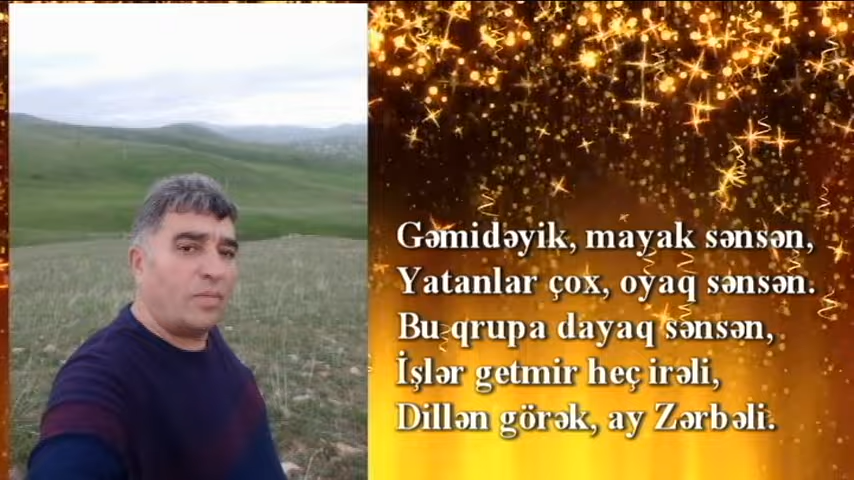 Gəmidəyik, mayak sənsən,
Yatanlar çox, oyaq sənsən.
Bu qrupa dayaq sənsən,
İşlər getmir heç irəli,
Dillən görək, ay Zərbəli.